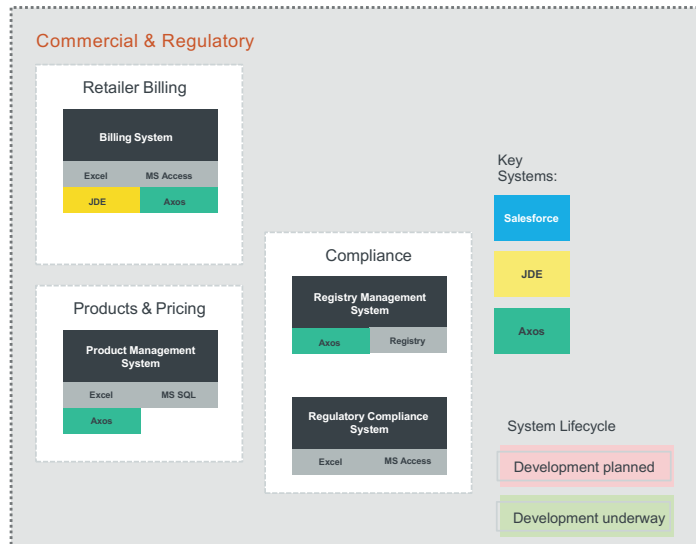 Commercial & Regulatory
Retailer Billing
Billing System
Excel MS Access
JDE Axos
Products & Pricing
Product Management
System
Excel MS SQL
Axos
Compliance
Registry Management
System
Axos Registry
Regulatory Compliance
System
Excel MS Access
Key
Systems:
Salesforce
JDE
Axos
System Lifecycle
Development planned
Development underway